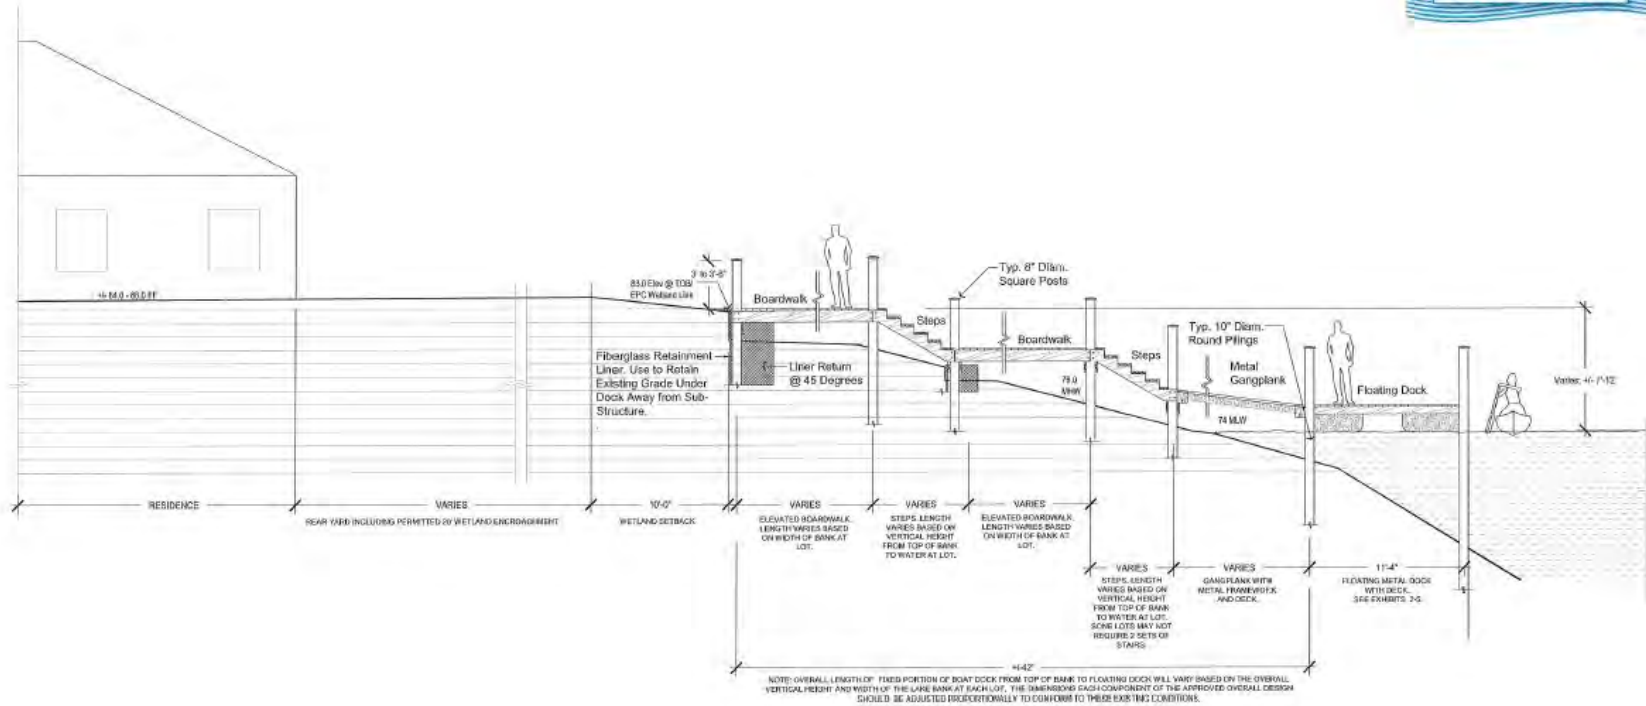 +/- 84.0 - 86.0 FF
83.0 Elev @ TOB/
EPC Wetland Line
3' to 3'-6"
Boardwalk
Steps
Typ. 8" Diam.
Square Posts
Boardwalk
Steps
Typ. 10" Diam.
Round Pilings
Metal
Gangplank
Floating Dock
Varies, +/- 7'-12'
Fiberglass Retainment
Liner. Use to Retain
Existing Grade Under
Dock Away from Sub-
Structure.
Liner Return
@ 45 Degrees
MHW
74 MLW
RESIDENCE
VARIES
REAR YARD INCLUDING PERMITTED 20' WETLAND ENCROACHMENT
10'-0"
WETLAND SETBACK
VARIES
ELEVATED BOARDWALK.
LENGTH VARIES BASED
ON WIDTH OF BANK AT
LOT.
VARIES
STEPS. LENGTH
VARIES BASED ON
VERTICAL HEIGHT
FROM TOP OF BANK
TO WATER AT LOT.
VARIES
ELEVATED BOARDWALK.
LENGTH VARIES BASED
ON WIDTH OF BANK AT
LOT.
VARIES
STEPS. LENGTH
VARIES BASED ON
VERTICAL HEIGHT
FROM TOP OF BANK
TO WATER AT LOT.
SOME LOTS MAY NOT
REQUIRE 2 SETS OF
STAIRS
VARIES
GANGPLANK WITH
METAL FRAMEWORK
AND DECK.
11'-4"
FLOATING METAL DOCK
WITH DECK.
SEE EXHIBITS 2-5.
+/-42'
NOTE: OVERALL LENGTH OF FIXED PORTION OF BOAT DOCK FROM TOP OF BANK TO FLOATING DOCK WILL VARY BASED ON THE OVERALL
VERTICAL HEIGHT AND WIDTH OF THE LAKE BANK AT EACH LOT. THE DIMENSIONS EACH COMPONENT OF THE APPROVED OVERALL DESIGN
SHOULD BE ADJUSTED PROPORTIONALLY TO CONFORM TO THESE EXISTING CONDITIONS.